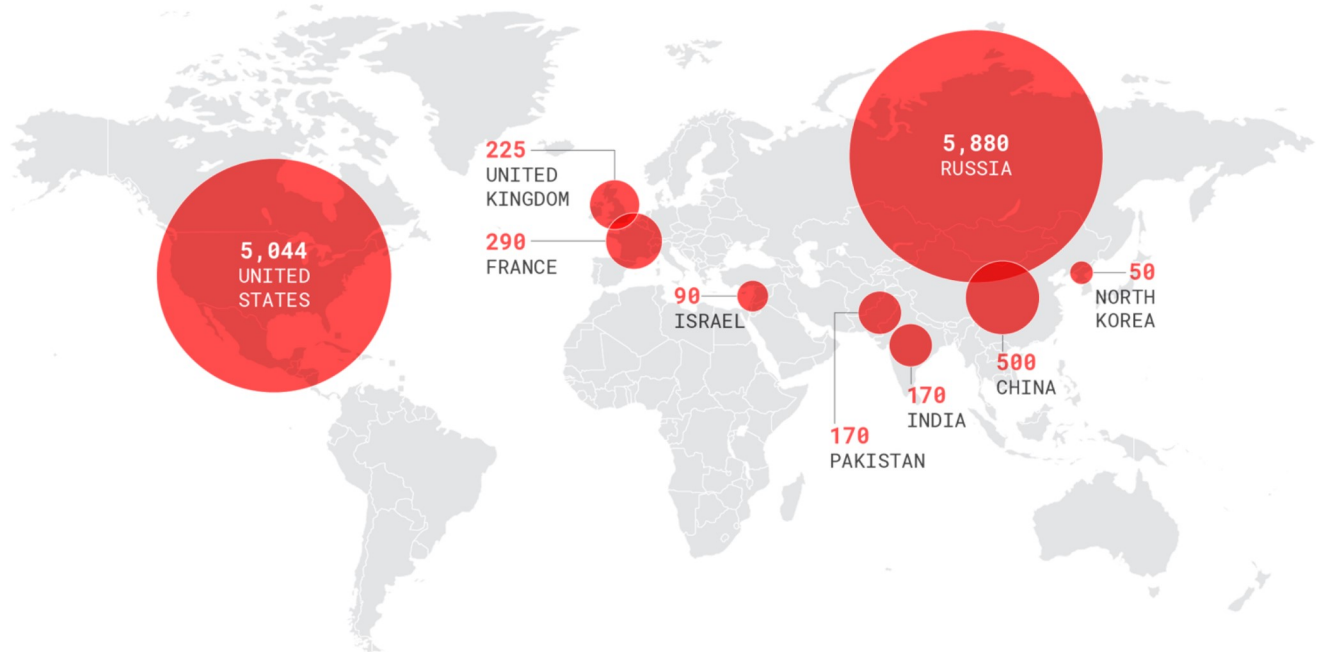 5,044
UNITED
STATES
225
UNITED
KINGDOM
290
FRANCE
90
ISRAEL
5,880
RUSSIA
50
NORTH
KOREA
500
CHINA
170
INDIA
170
PAKISTAN